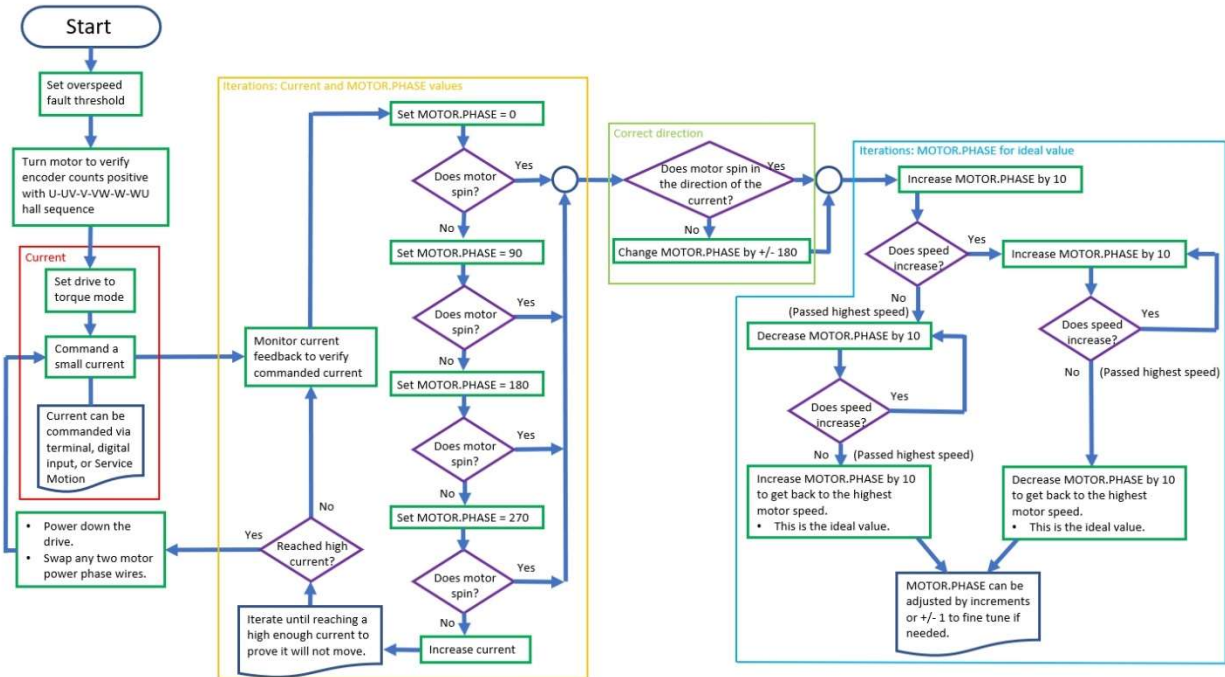 Start
Set overspeed
fault threshold
Turn motor to verify
encoder counts positive
with U-UV-V-VW-W-WU
hall sequence
Current
Set drive to
torque mode
Command a
small current
Current can be
commanded via
terminal, digital
input, or Service
Motion
• Power down the
drive.
• Swap any two motor
power phase wires.
Iterations: Current and MOTOR.PHASE values
Monitor current
feedback to verify
commanded current
No
Yes
Reached high
current?
Iterate until reaching a
high enough current to
prove it will not move.
Set MOTOR.PHASE = 0
Does motor
spin?
Yes
No
Set MOTOR.PHASE = 90
Does motor
spin?
Yes
No
Set MOTOR.PHASE = 180
Does motor
spin?
Yes
No
Set MOTOR.PHASE = 270
Does motor
spin?
Yes
No
Increase current
Correct direction
Does motor spin in
the direction of the
current?
Yes
No
Change MOTOR.PHASE by +/- 180
Iterations: MOTOR.PHASE for ideal value
Increase MOTOR.PHASE by 10
Does speed
increase?
Yes
No
(Passed highest speed)
Decrease MOTOR.PHASE by 10
Does speed
increase?
Yes
No (Passed highest speed)
Increase MOTOR.PHASE by 10
to get back to the highest
motor speed.
• This is the ideal value.
Increase MOTOR.PHASE by 10
Does speed
increase?
Yes
No (Passed highest speed)
Decrease MOTOR.PHASE by 10
to get back to the highest
motor speed.
• This is the ideal value.
MOTOR.PHASE can be
adjusted by increments
or +/- 1 to fine tune if
needed.